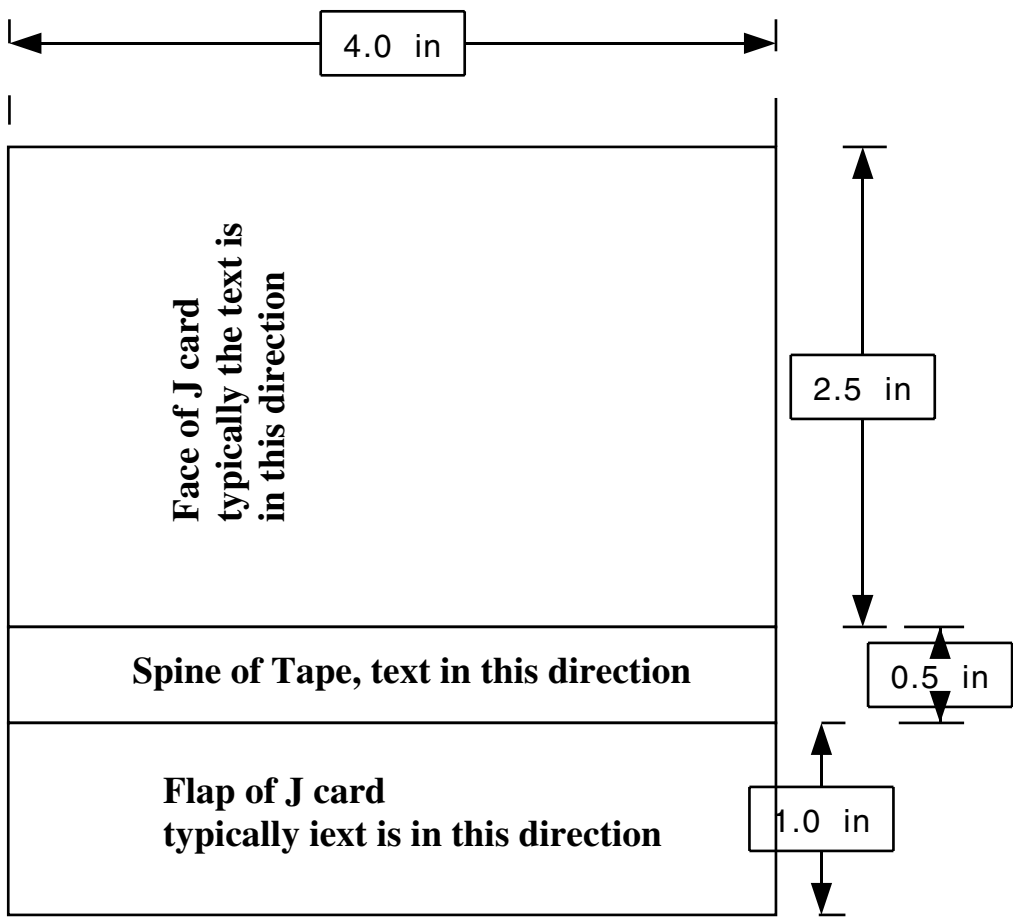 4.0 in
Face of J card
typically the text is
in this direction
2.5 in
Spine of Tape, text in this direction
0.5 in
Flap of J card
typically iext is in this direction
1.0 in